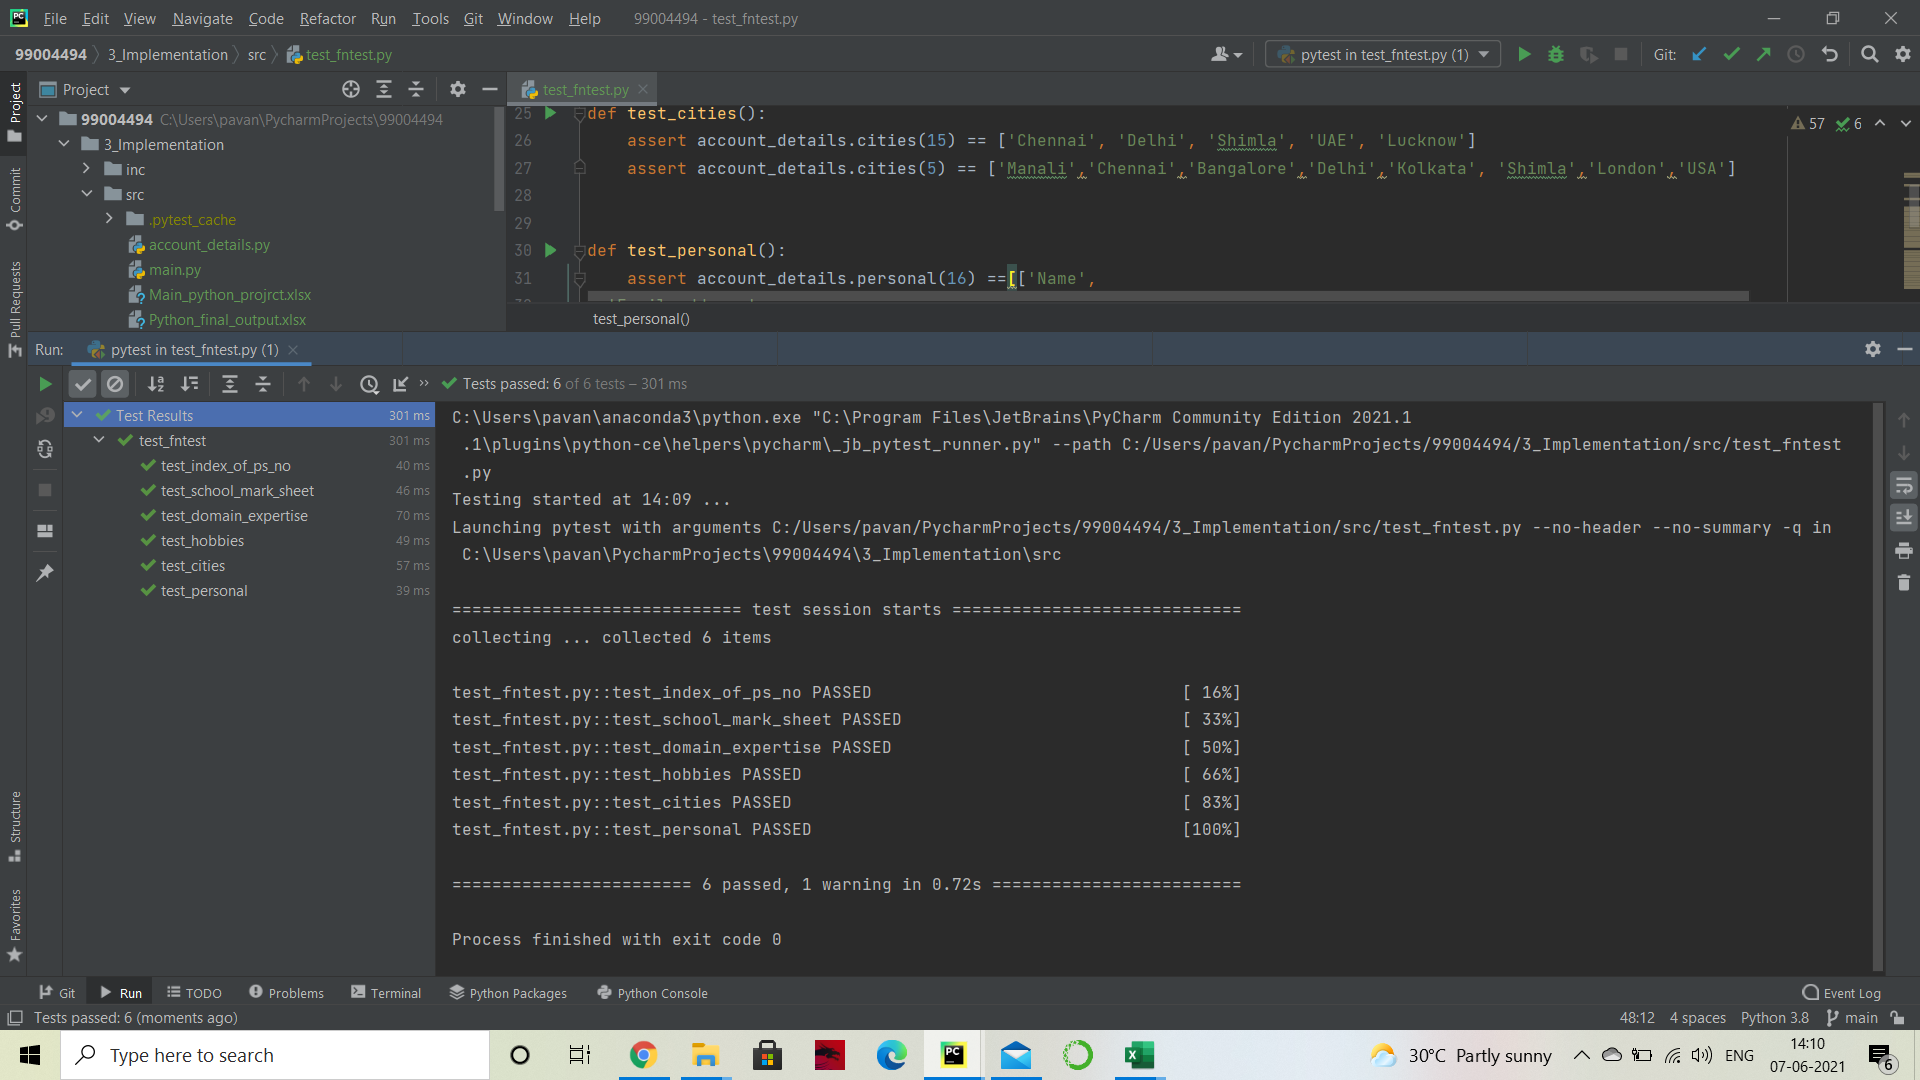 File Edit View Navigate Code Refactor Run Tools Git Window Help 99004494 - test_fntest.py
99004494 3_Implementation src test_fntest.py pytest in test_fntest.py (1) Git:
Project
Project
test_fntest.py
99004494 C:\Users\pavan\PycharmProjects\99004494
3_Implementation
inc
src
.pytest_cache
account_details.py
main.py
Main_python_projrct.xlsx
Python_final_output.xlsx
Commit
Pull Requests
25 def test_cities():
57 6
26 assert account_details.cities(15) == ['Chennai', 'Delhi', 'Shimla', 'UAE', 'Lucknow']
27 assert account_details.cities(5) == ['Manali','Chennai','Bangalore','Delhi','Kolkata', 'Shimla','London','USA']
28
29
30 def test_personal():
31 assert account_details.personal(16) ==[['Name',
test_personal()
Run: pytest in test_fntest.py (1)
Tests passed: 6 of 6 tests – 301 ms
Test Results 301 ms
test_fntest 301 ms
test_index_of_ps_no 40 ms
test_school_mark_sheet 46 ms
test_domain_expertise 70 ms
test_hobbies 49 ms
test_cities 57 ms
test_personal 39 ms
C:\Users\pavan\anaconda3\python.exe "C:\Program Files\JetBrains\PyCharm Community Edition 2021.1
.1\plugins\python-ce\helpers\pycharm\_jb_pytest_runner.py" --path C:/Users/pavan/PycharmProjects/99004494/3_Implementation/src/test_fntest
.py
Testing started at 14:09 ...
Launching pytest with arguments C:/Users/pavan/PycharmProjects/99004494/3_Implementation/src/test_fntest.py --no-header --no-summary -q in
C:\Users\pavan\PycharmProjects\99004494\3_Implementation\src
============================= test session starts =============================
collecting ... collected 6 items
test_fntest.py::test_index_of_ps_no PASSED [ 16%]
test_fntest.py::test_school_mark_sheet PASSED [ 33%]
test_fntest.py::test_domain_expertise PASSED [ 50%]
test_fntest.py::test_hobbies PASSED [ 66%]
test_fntest.py::test_cities PASSED [ 83%]
test_fntest.py::test_personal PASSED [100%]
======================== 6 passed, 1 warning in 0.72s =========================
Process finished with exit code 0
Structure
Favorites
Git Run TODO Problems Terminal Python Packages Python Console Event Log
Tests passed: 6 (moments ago) 48:12 4 spaces Python 3.8 main
Type here to search
30°C Partly sunny ENG
14:10
07-06-2021
6